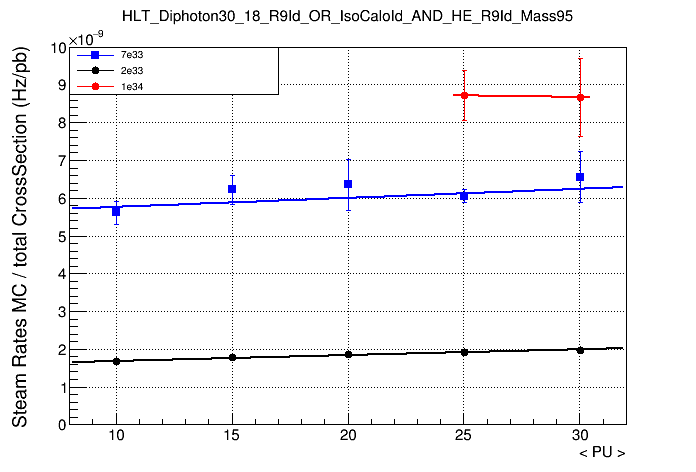 HLT_Diphoton30_18_R9Id_OR_IsoCaloId_AND_HE_R9Id_Mass95
×10⁻⁹
Steam Rates MC / total CrossSection (Hz/pb)
7e33
2e33
1e34
10
9
8
7
6
5
4
3
2
1
0
10 15 20 25 30
< PU >